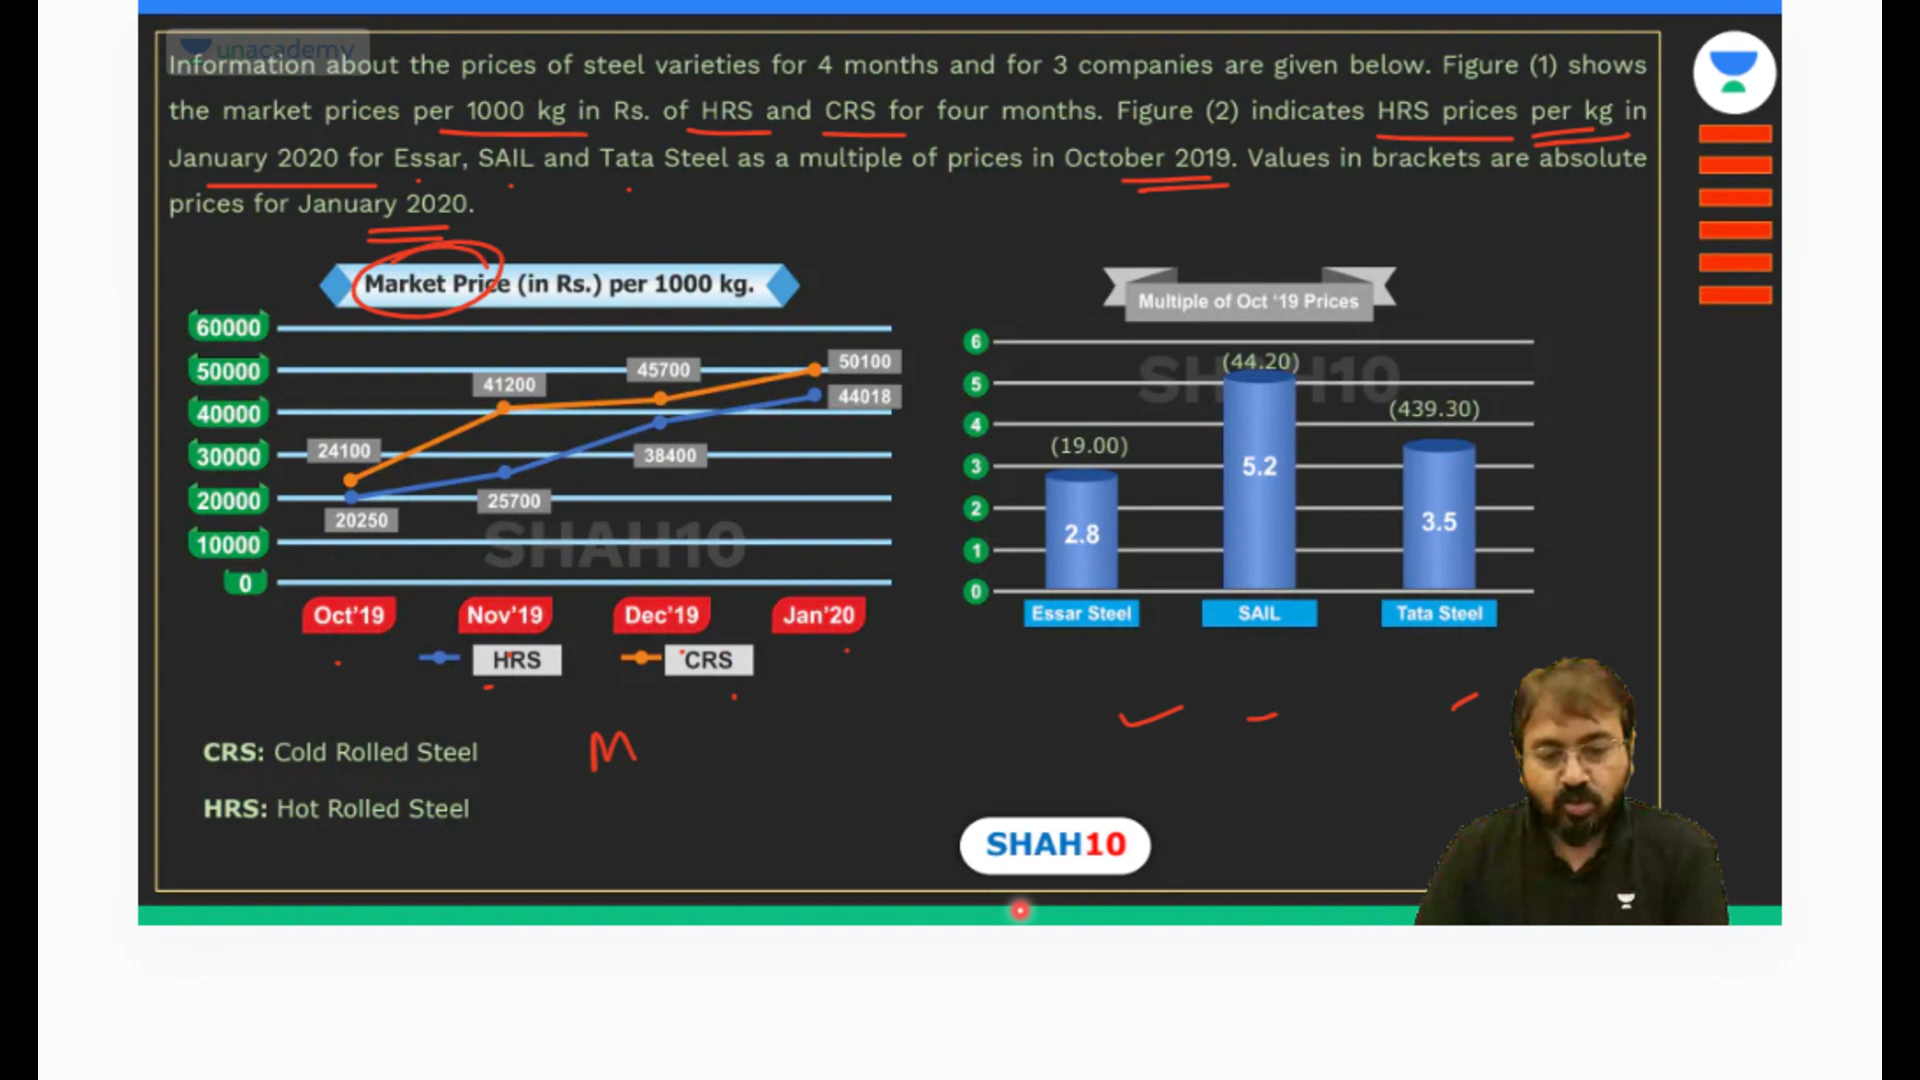 unacademy
Information about the prices of steel varieties for 4 months and for 3 companies are given below. Figure (1) shows
the market prices per 1000 kg in Rs. of HRS and CRS for four months. Figure (2) indicates HRS prices per kg in
January 2020 for Essar, SAIL and Tata Steel as a multiple of prices in October 2019. Values in brackets are absolute
prices for January 2020.
Market Price (in Rs.) per 1000 kg.
60000
50000
40000
30000
20000
10000
0
24100
41200
45700
50100
44018
38400
25700
20250
SHAH10
Oct'19 Nov'19 Dec'19 Jan'20
HRS CRS
Multiple of Oct '19 Prices
6
5
4
3
2
1
0
SHAH10
(19.00)
(44.20)
(439.30)
2.8
5.2
3.5
Essar Steel SAIL Tata Steel
CRS: Cold Rolled Steel
M
HRS: Hot Rolled Steel
SHAH10